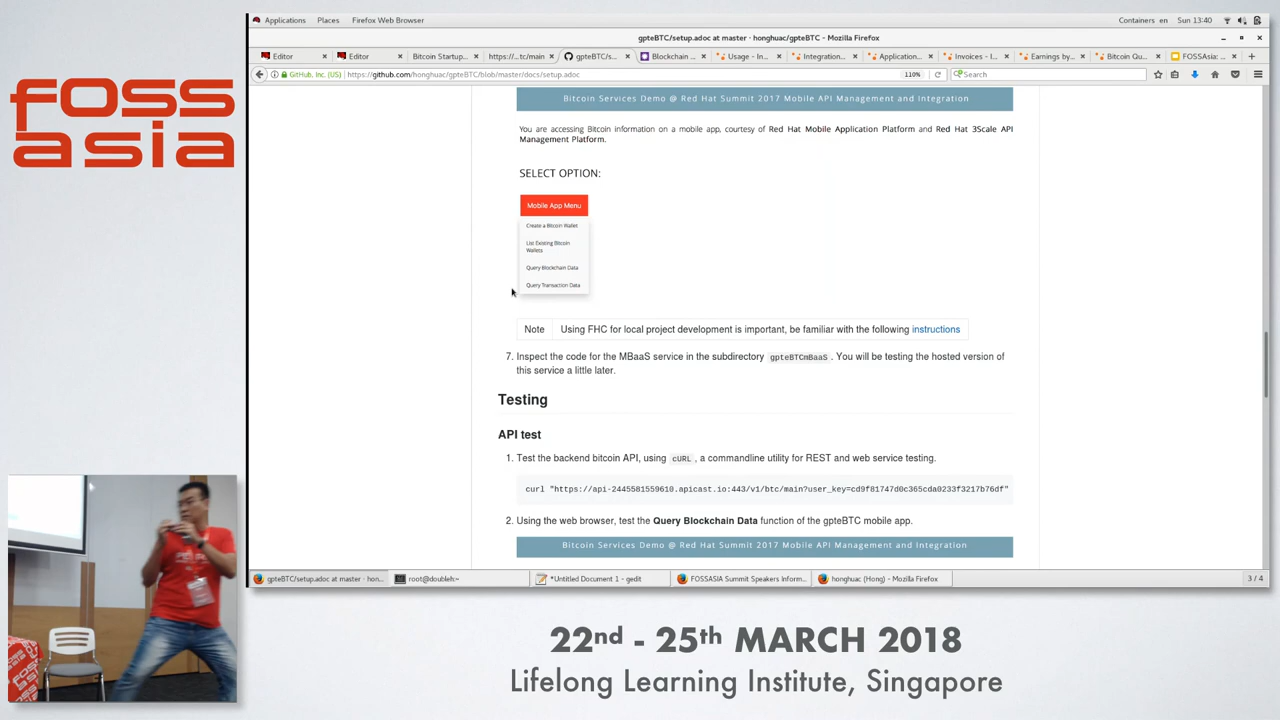 foss
asia
Applications Places Firefox Web Browser Containers en Sun 13:40
gpteBTC/setup.adoc at master · honghuac/gpteBTC - Mozilla Firefox
Editor Editor Bitcoin Startup... https://...tc/main gpteBTC/s... Blockchain ... Usage - In... Integration... Application... Invoices - I... Earnings by... Bitcoin Qu... FOSSAsia: ...
GitHub, Inc. (US) https://github.com/honghuac/gpteBTC/blob/master/docs/setup.adoc 110% Search
Bitcoin Services Demo @ Red Hat Summit 2017 Mobile API Management and Integration
You are accessing Bitcoin information on a mobile app, courtesy of Red Hat Mobile Application Platform and Red Hat 3Scale API
Management Platform.
SELECT OPTION:
Mobile App Menu
Create a Bitcoin Wallet
List Existing Bitcoin
Wallets
Query Blockchain Data
Query Transaction Data
Note Using FHC for local project development is important, be familiar with the following instructions
7. Inspect the code for the MBaaS service in the subdirectory gpteBTCmBaaS. You will be testing the hosted version of
this service a little later.
Testing
API test
1. Test the backend bitcoin API, using cURL, a commandline utility for REST and web service testing.
curl "https://api-2445581559610.apicast.io:443/v1/btc/main?user_key=cd9f81747d0c365cda0233f3217b76df"
2. Using the web browser, test the Query Blockchain Data function of the gpteBTC mobile app.
Bitcoin Services Demo @ Red Hat Summit 2017 Mobile API Management and Integration
gpteBTC/setup.adoc at master · hon... root@doubleh:~ *Untitled Document 1 - gedit FOSSASIA Summit Speakers Inform... honghuac (Hong) - Mozilla Firefox 3 / 4
22nd - 25th MARCH 2018
Lifelong Learning Institute, Singapore